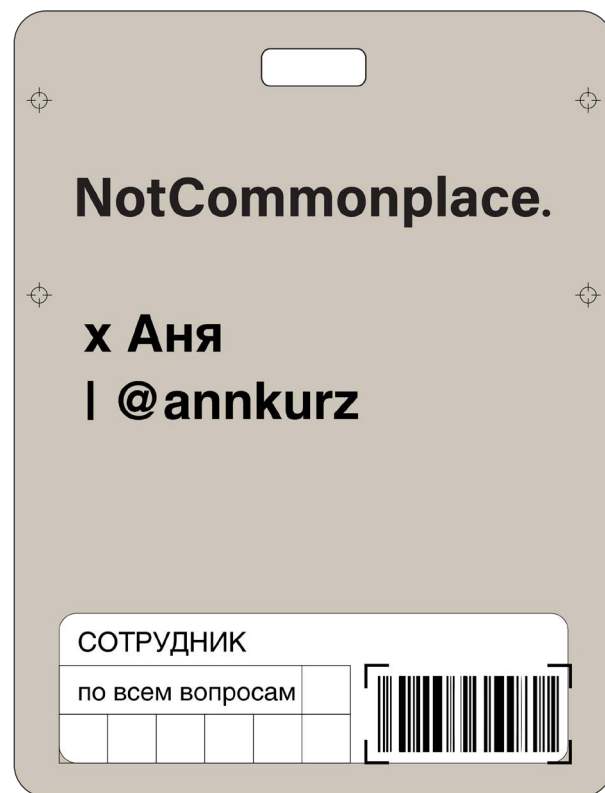 NotCommonplace.
x Аня
| @annkurz
СОТРУДНИК
по всем вопросам